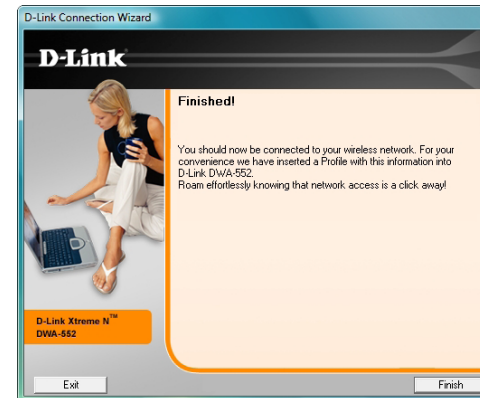 D-Link Connection Wizard
D-Link
Finished!
You should now be connected to your wireless network. For your
convenience we have inserted a Profile with this information into
D-Link DWA-552.
Roam effortlessly knowing that network access is a click away!
D-Link Xtreme N™
DWA-552
Exit
Finish